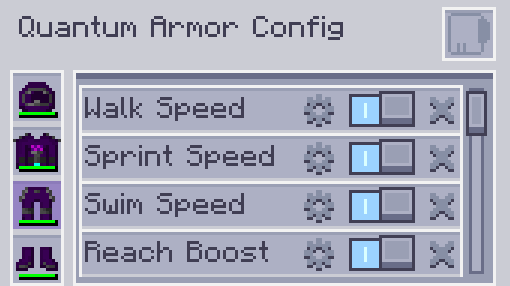 Quantum Armor Config
Walk Speed
Sprint Speed
Swim Speed
Reach Boost